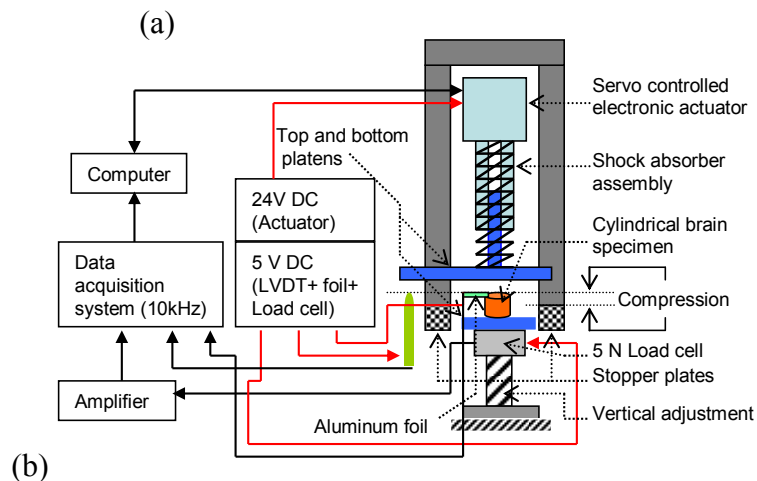 (a)
Servo controlled
electronic actuator
Top and bottom
platens
Shock absorber
assembly
Computer
24V DC
(Actuator)
Cylindrical brain
specimen
Data
acquisition
system (10kHz)
5 V DC
(LVDT+ foil+
Load cell)
Compression
5 N Load cell
Stopper plates
Amplifier
Aluminum foil
Vertical adjustment
(b)